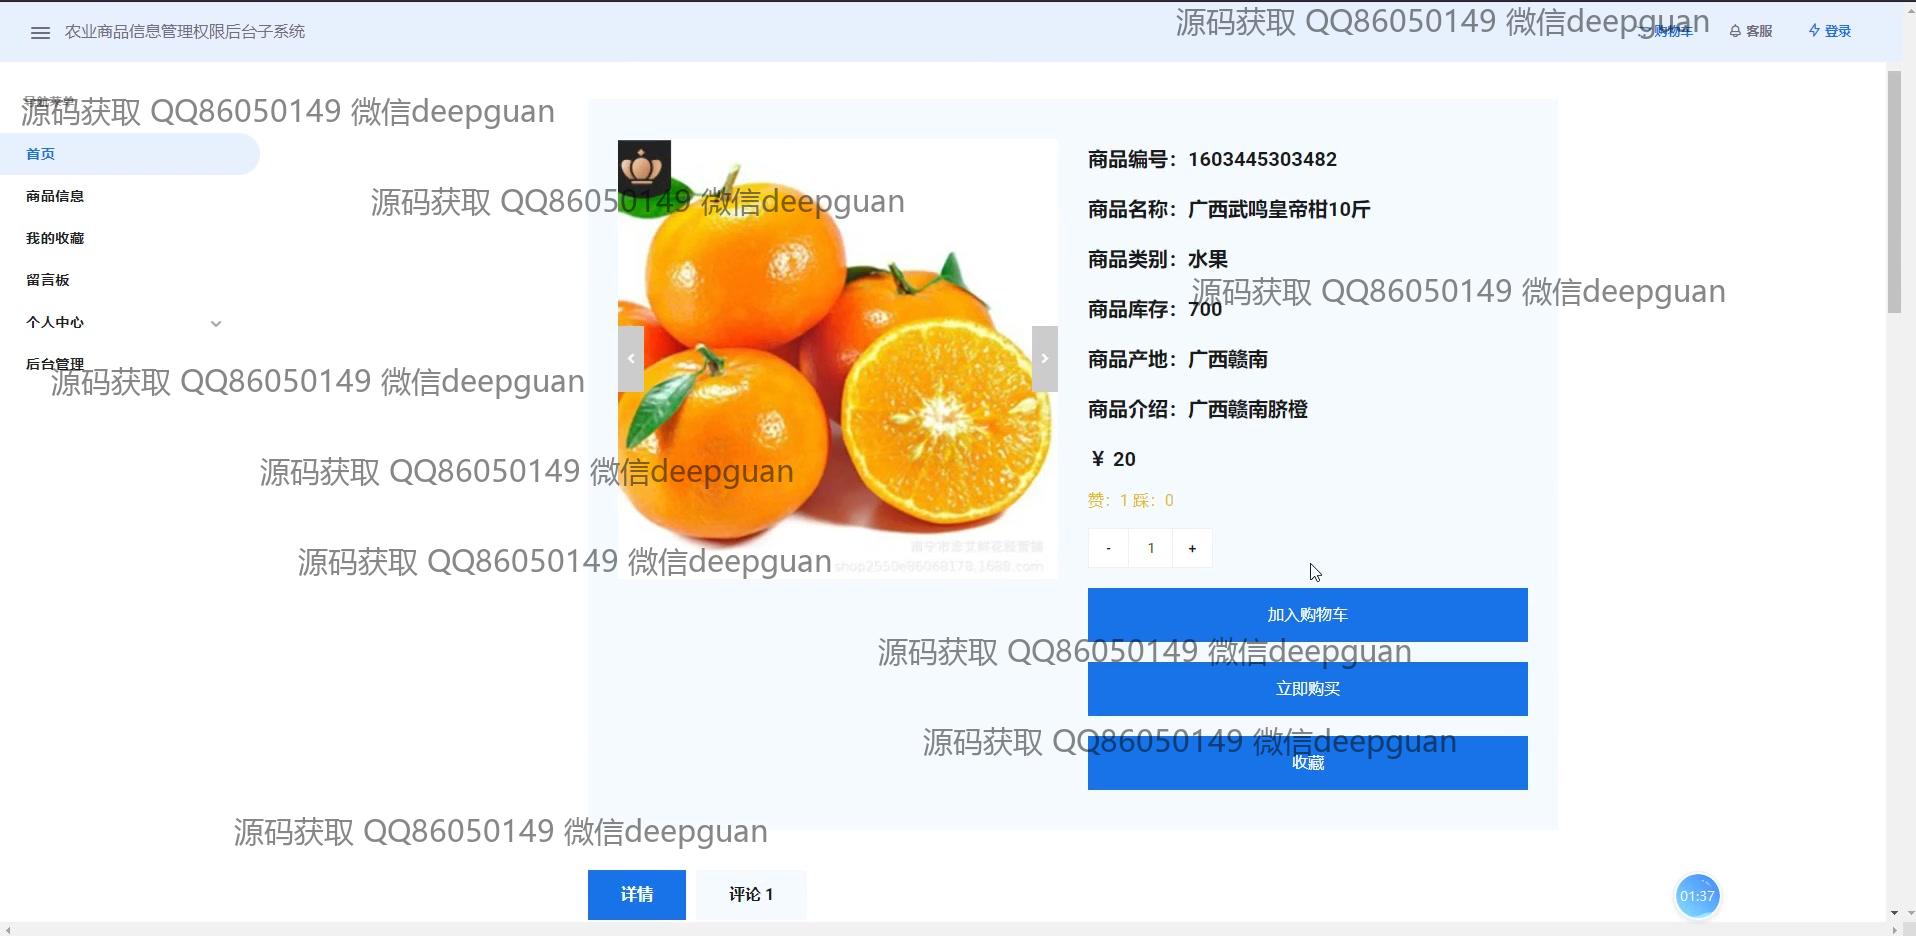 农业商品信息管理权限后台子系统
源码获取 QQ86050149 微信deepguan
购物车
客服
登录
导航菜单
源码获取 QQ86050149 微信deepguan
首页
商品信息
我的收藏
留言板
个人中心
后台管理
源码获取 QQ86050149 微信deepguan
源码获取 QQ86050149 微信deepguan
商品编号：1603445303482
商品名称：广西武鸣皇帝柑10斤
商品类别：水果
源码获取 QQ86050149 微信deepguan
商品库存：700
商品产地：广西赣南
商品介绍：广西赣南脐橙
¥ 20
赞：1 踩：0
- 1 +
源码获取 QQ86050149 微信deepguan
源码获取 QQ86050149 微信deepguan
加入购物车
源码获取 QQ86050149 微信deepguan
立即购买
源码获取 QQ86050149 微信deepguan
收藏
源码获取 QQ86050149 微信deepguan
详情
评论 1
01:37